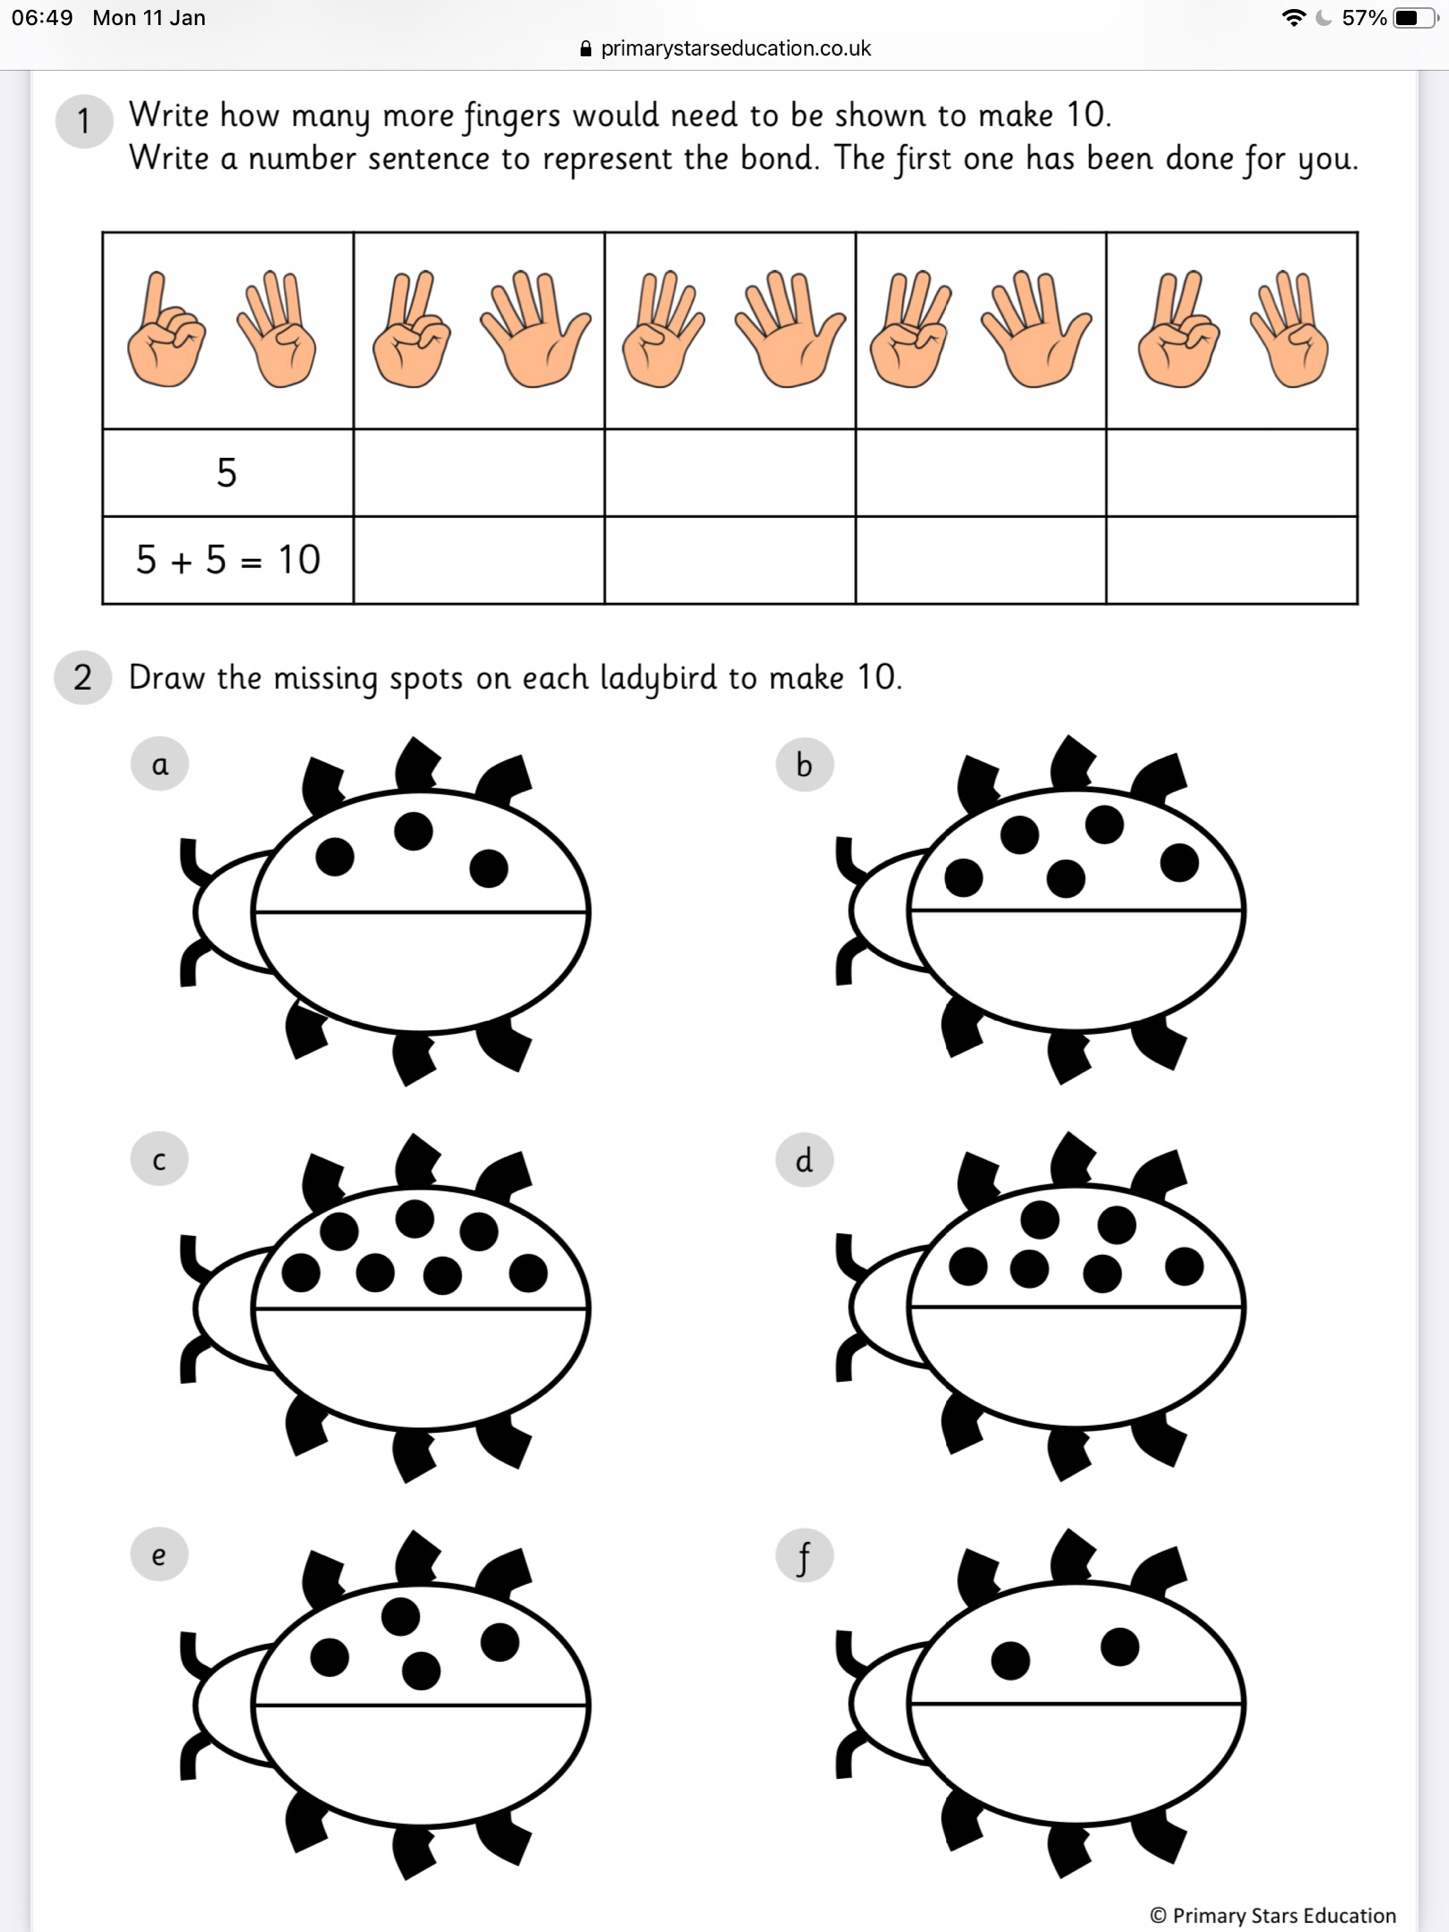 06:49 Mon 11 Jan
57%
primarystarseducation.co.uk
1 Write how many more fingers would need to be shown to make 10.
Write a number sentence to represent the bond. The first one has been done for you.
5
5 + 5 = 10
2 Draw the missing spots on each ladybird to make 10.
a
b
c
d
e
f
© Primary Stars Education